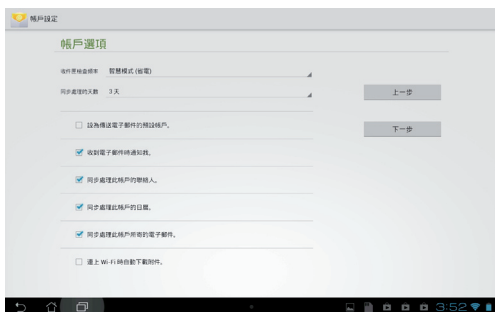 帳戶設定
帳戶選項
收件匣檢查頻率 智慧模式 (省電)
同步處理的天數 3 天
上一步
設為傳送電子郵件的預設帳戶。
下一步
收到電子郵件時通知我。
同步處理此帳戶的聯絡人。
同步處理此帳戶的日曆。
同步處理此帳戶所寄的電子郵件。
連上 Wi-Fi 時自動下載附件。
3:52